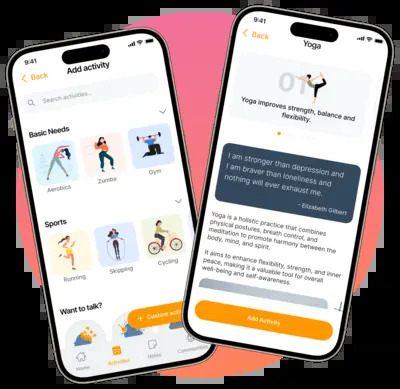 9:41
Back
Add activity
Search activities...
Basic Needs
Aerobics
Zumba
Gym
Sports
Running
Skipping
Cycling
Want to talk?
+ Custom activ
Home
Activities
Notes
Communities
9:41
Back
Yoga
01
Yoga improves strength, balance and
flexibility.
I am stronger than depression and
I am braver than loneliness and
nothing will ever exhaust me.
- Elizabeth Gilbert
Yoga is a holistic practice that combines
physical postures, breath control, and
meditation to promote harmony between the
body, mind, and spirit.
It aims to enhance flexibility, strength, and inner
peace, making it a valuable tool for overall
well-being and self-awareness.
Add Activity